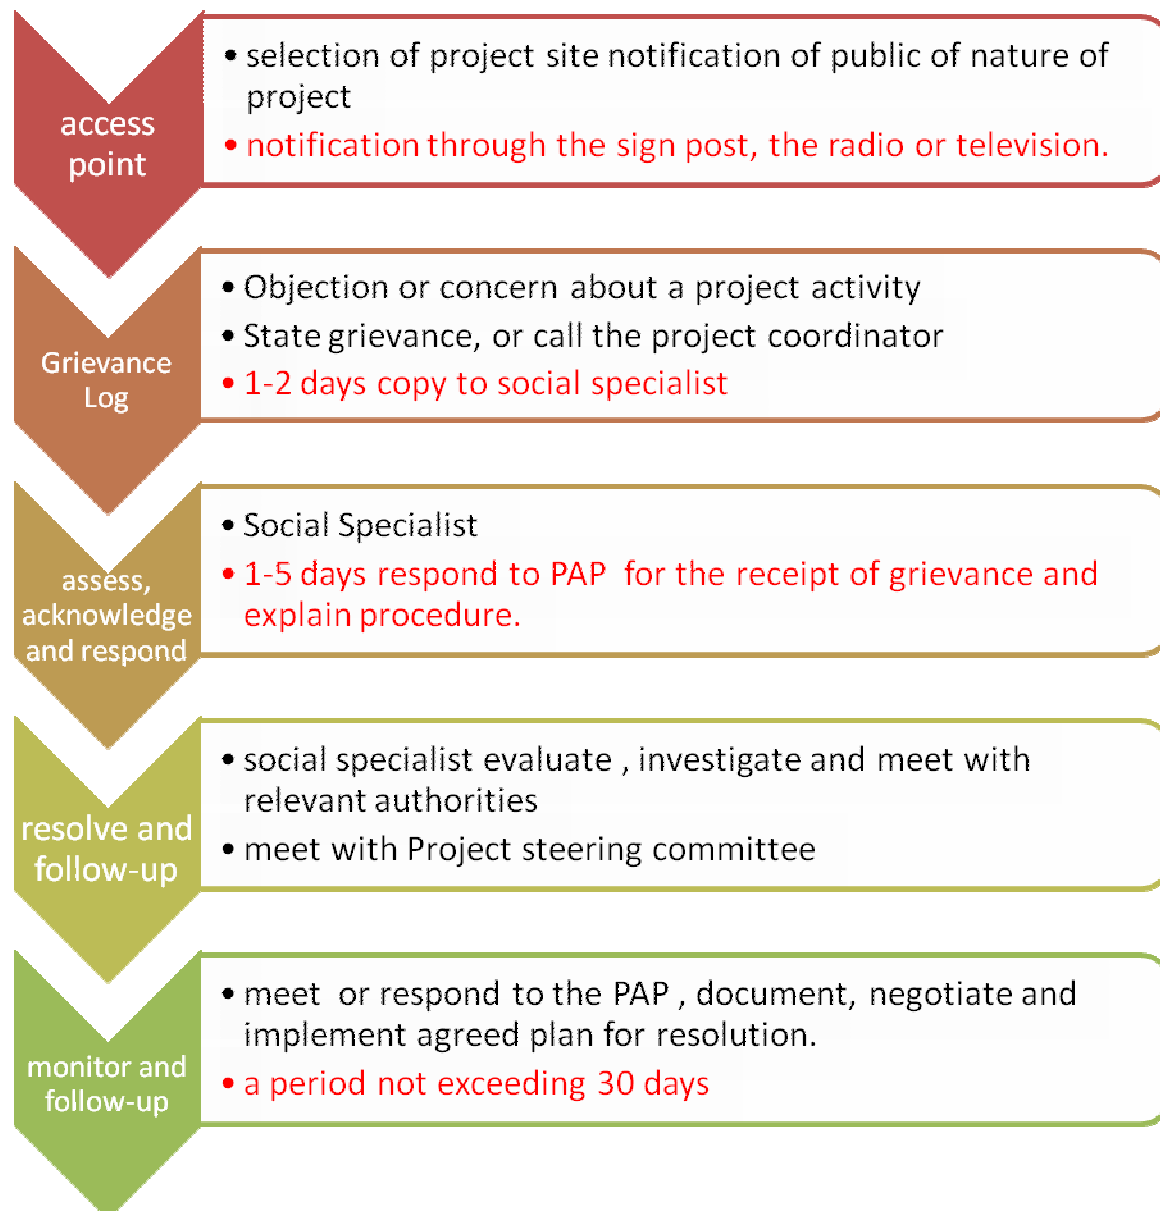 access
point
• selection of project site notification of public of nature of
project
• notification through the sign post, the radio or television.
Grievance
Log
• Objection or concern about a project activity
• State grievance, or call the project coordinator
• 1-2 days copy to social specialist
assess,
acknowledge
and respond
• Social Specialist
• 1-5 days respond to PAP for the receipt of grievance and
explain procedure.
resolve and
follow-up
• social specialist evaluate , investigate and meet with
relevant authorities
• meet with Project steering committee
monitor and
follow-up
• meet or respond to the PAP , document, negotiate and
implement agreed plan for resolution.
• a period not exceeding 30 days